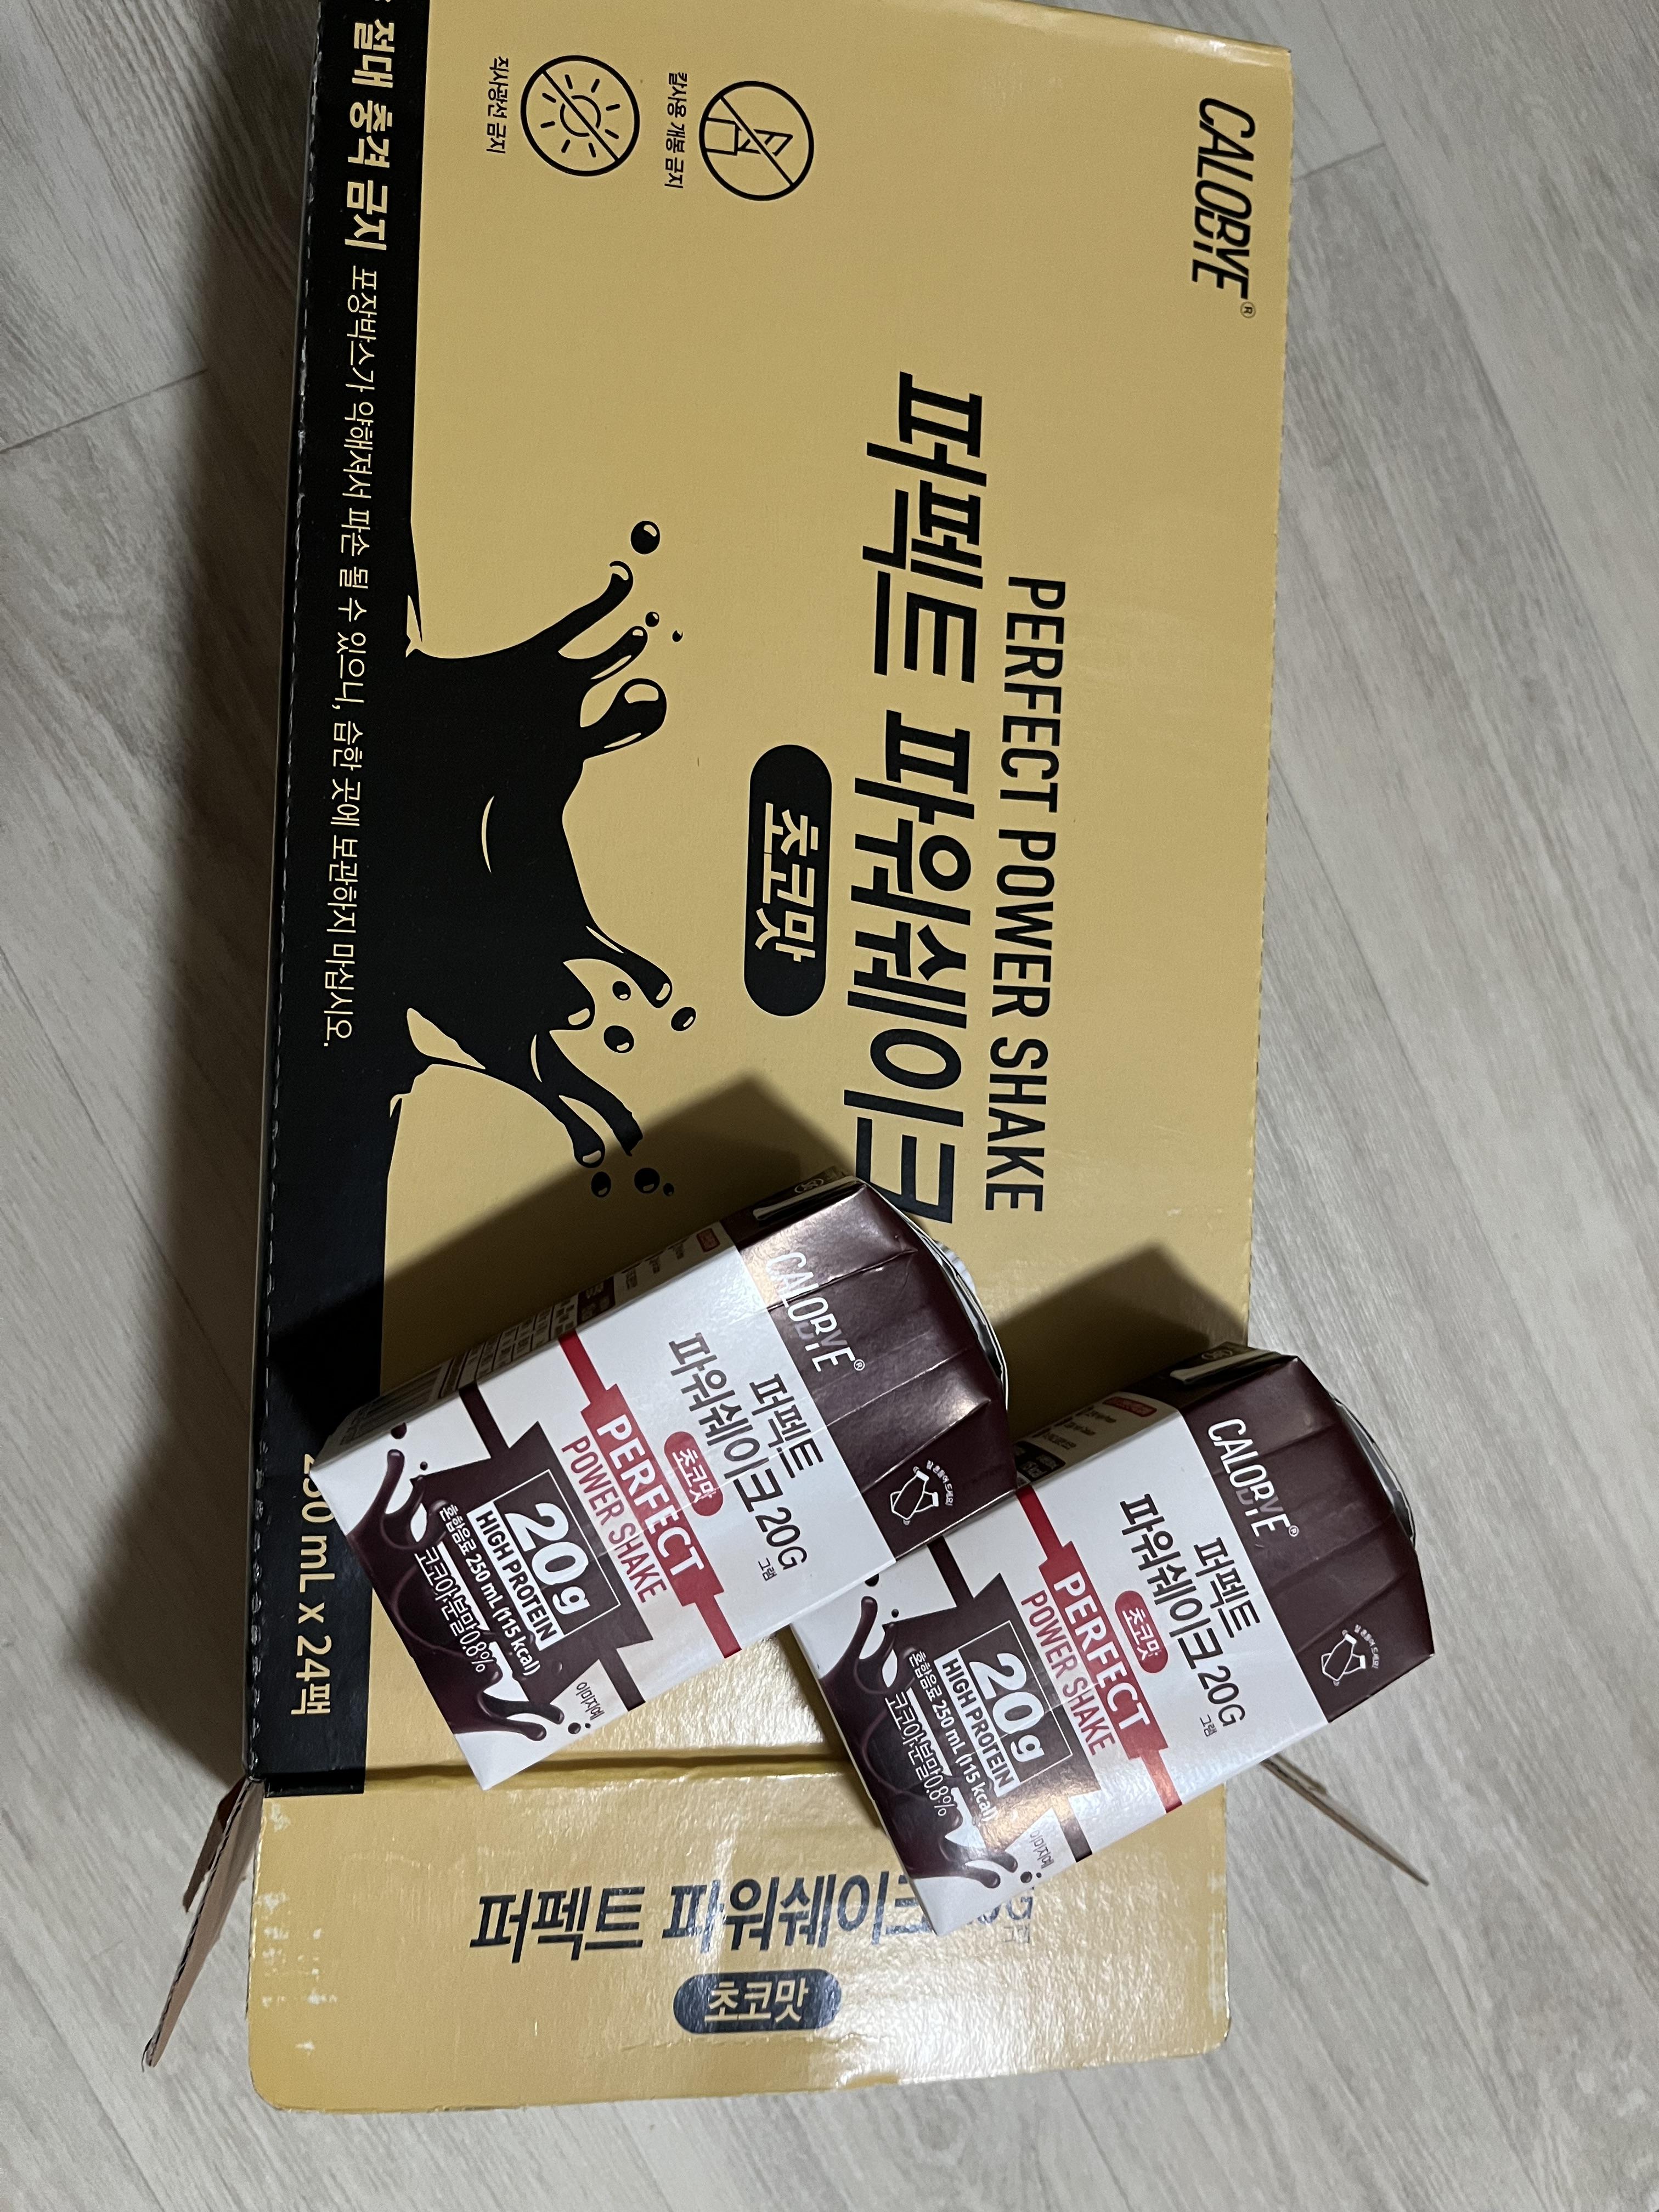 CALOBYE®
PERFECT POWER SHAKE
퍼펙트 파워쉐이크
초코맛
칼사용 개봉 금지
직사광선 금지
절대 충격 금지 포장박스가 약해져서 파손 될 수 있으니, 습한 곳에 보관하지 마십시오.
250 mL x 24팩
CALOBYE®
퍼펙트
파워쉐이크 20G
그램
초코맛
PERFECT
POWER SHAKE
20g
HIGH PROTEIN
혼합음료 250 mL (115 kcal)
코코아분말0.8%
이미지예
CALOBYE®
퍼펙트
파워쉐이크 20G
그램
초코맛
PERFECT
POWER SHAKE
20g
HIGH PROTEIN
혼합음료 250 mL (115 kcal)
코코아분말0.8%
이미지예
퍼펙트 파워쉐이크
초코맛